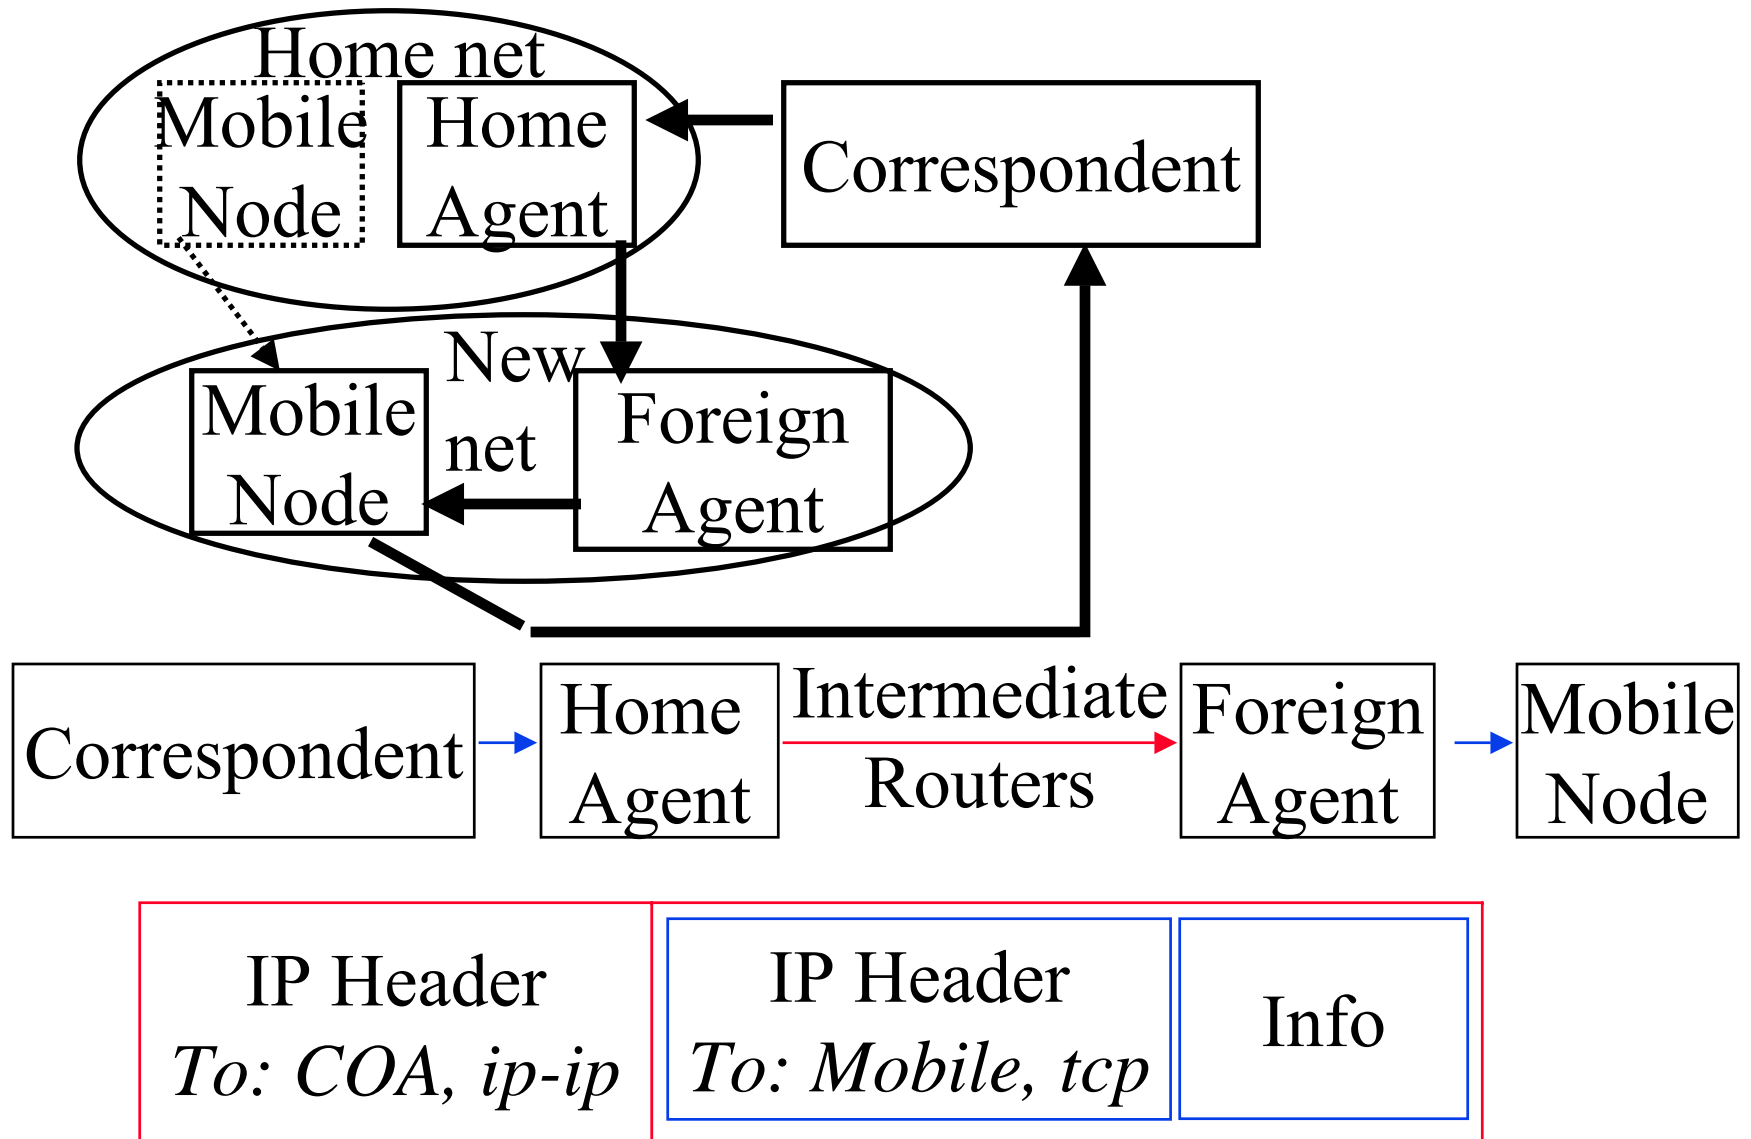 Home net
Mobile
Node
Home
Agent
Correspondent
New
net
Mobile
Node
Foreign
Agent
Correspondent
Home
Agent
Intermediate
Routers
Foreign
Agent
Mobile
Node
IP Header
To: COA, ip-ip
IP Header
To: Mobile, tcp
Info